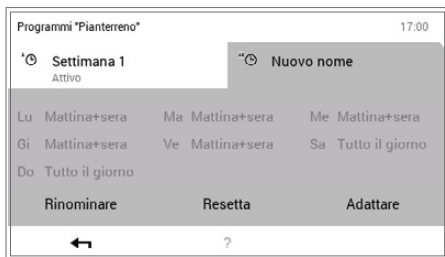 Programmi "Pianterreno" 17:00
Settimana 1 Nuovo nome
Attivo
Lu Mattina+sera Ma Mattina+sera Me Mattina+sera
Gi Mattina+sera Ve Mattina+sera Sa Tutto il giorno
Do Tutto il giorno
Rinominare Resetta Adattare
?